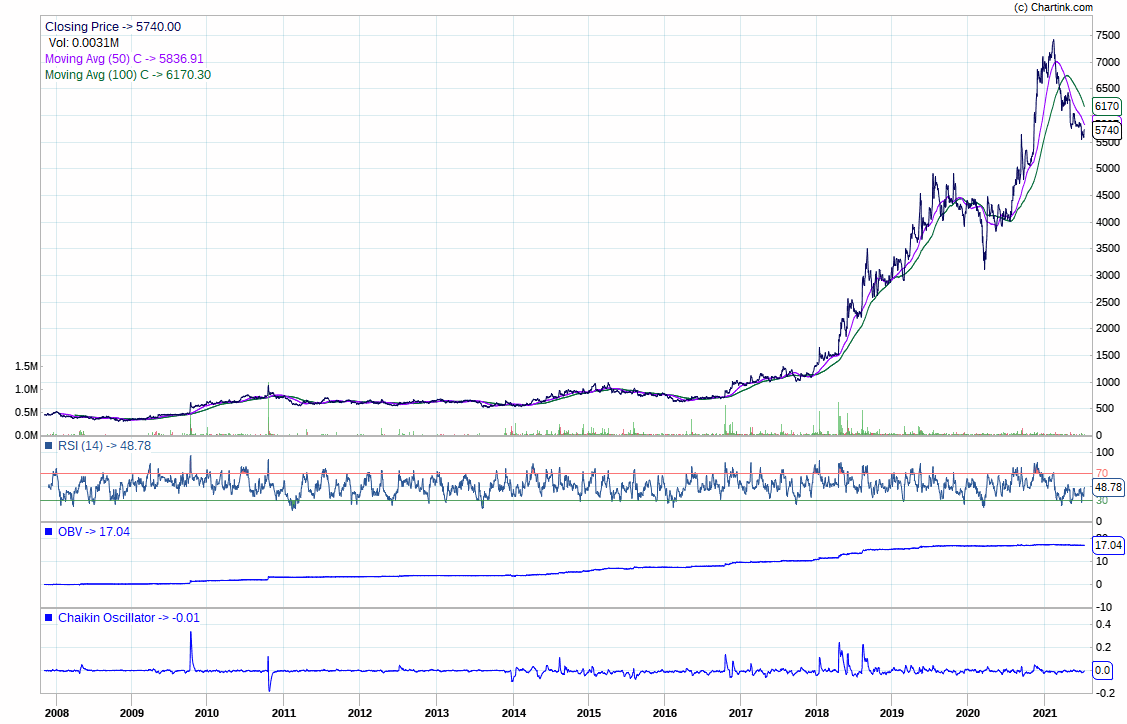 (c) Chartink.com
Closing Price -> 5740.00
Vol: 0.0031M
Moving Avg (50) C -> 5836.91
Moving Avg (100) C -> 6170.30
7500
7000
6500
6170
5740
5500
5000
4500
4000
3500
3000
2500
2000
1500
1000
500
0
1.5M
1.0M
0.5M
0.0M
RSI (14) -> 48.78
100
70
48.78
30
0
OBV -> 17.04
17.04
10
0
-10
Chaikin Oscillator -> -0.01
0.4
0.2
0.0
-0.2
2008 2009 2010 2011 2012 2013 2014 2015 2016 2017 2018 2019 2020 2021